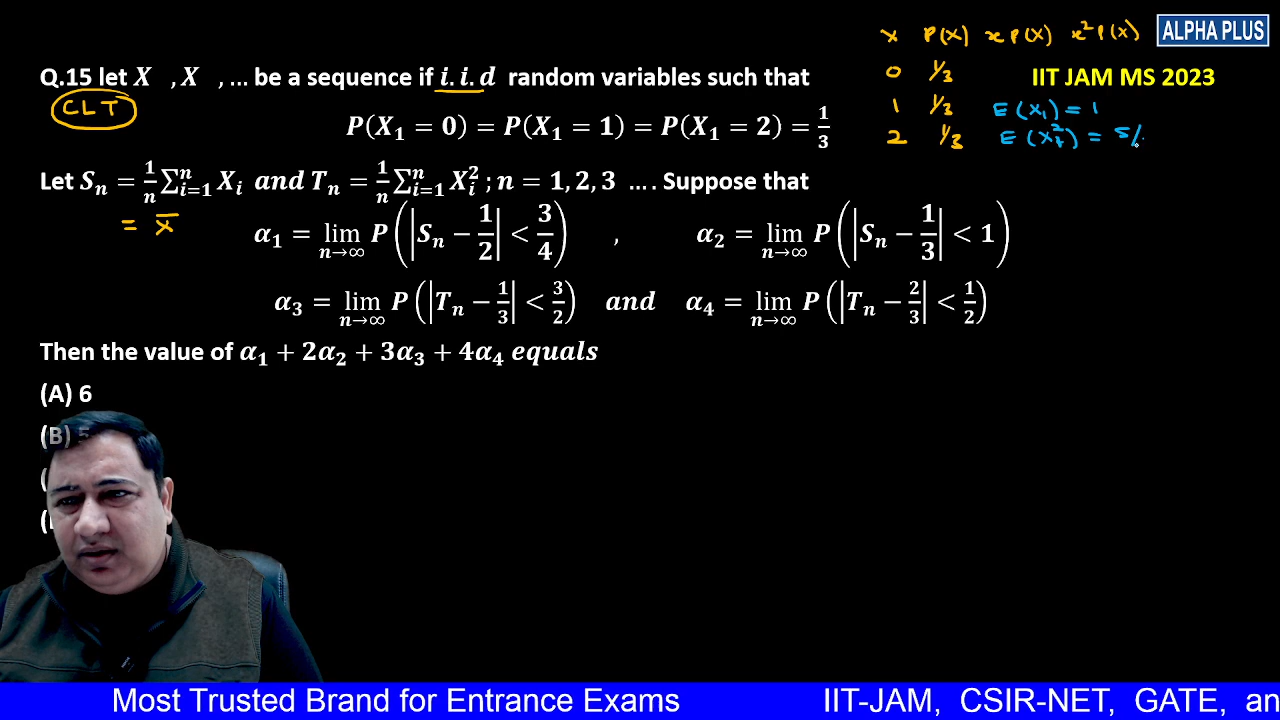 x P(X) xP(X) x²P(X) ALPHA PLUS
Q.15 let X , X , ... be a sequence if i.i.d random variables such that
0 1/3 IIT JAM MS 2023
CLT
P(X₁ = 0) = P(X₁ = 1) = P(X₁ = 2) = 1/3
1 1/3 E(X₁) = 1
2 1/3 E(X₁²) = 5/
Let Sₙ = 1/n ∑ᵢ₌₁ⁿ Xᵢ and Tₙ = 1/n ∑ᵢ₌₁ⁿ Xᵢ² ; n = 1, 2, 3 .... Suppose that
= X̄
α₁ = lim n→∞ P(|Sₙ − 1/2| < 3/4) , α₂ = lim n→∞ P(|Sₙ − 1/3| < 1)
α₃ = lim n→∞ P(|Tₙ − 1/3| < 3/2) and α₄ = lim n→∞ P(|Tₙ − 2/3| < 1/2)
Then the value of α₁ + 2α₂ + 3α₃ + 4α₄ equals
(A) 6
(B) 5
Most Trusted Brand for Entrance Exams IIT-JAM, CSIR-NET, GATE, an